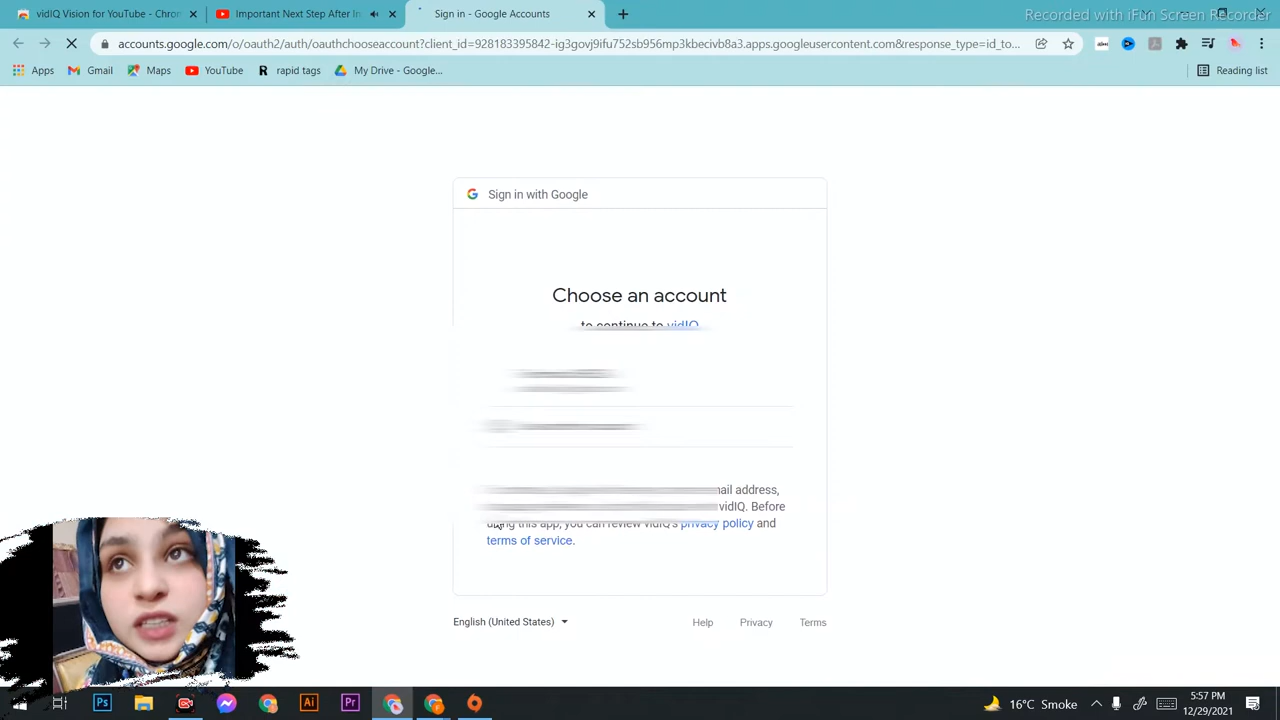 vidIQ Vision for YouTube - Chron
Important Next Step After In
Sign in - Google Accounts
Recorded with iFun Screen Recorder
accounts.google.com/o/oauth2/auth/oauthchooseaccount?client_id=928183395842-ig3govj9ifu752sb956mp3kbecivb8a3.apps.googleusercontent.com&response_type=id_to...
Apps Gmail Maps YouTube R rapid tags My Drive - Google... Reading list
Sign in with Google
Choose an account
to continue to vidIQ
address,
vidIQ. Before
using this app, you can review vidIQ's privacy policy and
terms of service.
English (United States) Help Privacy Terms
Ps Ai Pr
5:57 PM
16°C Smoke
12/29/2021